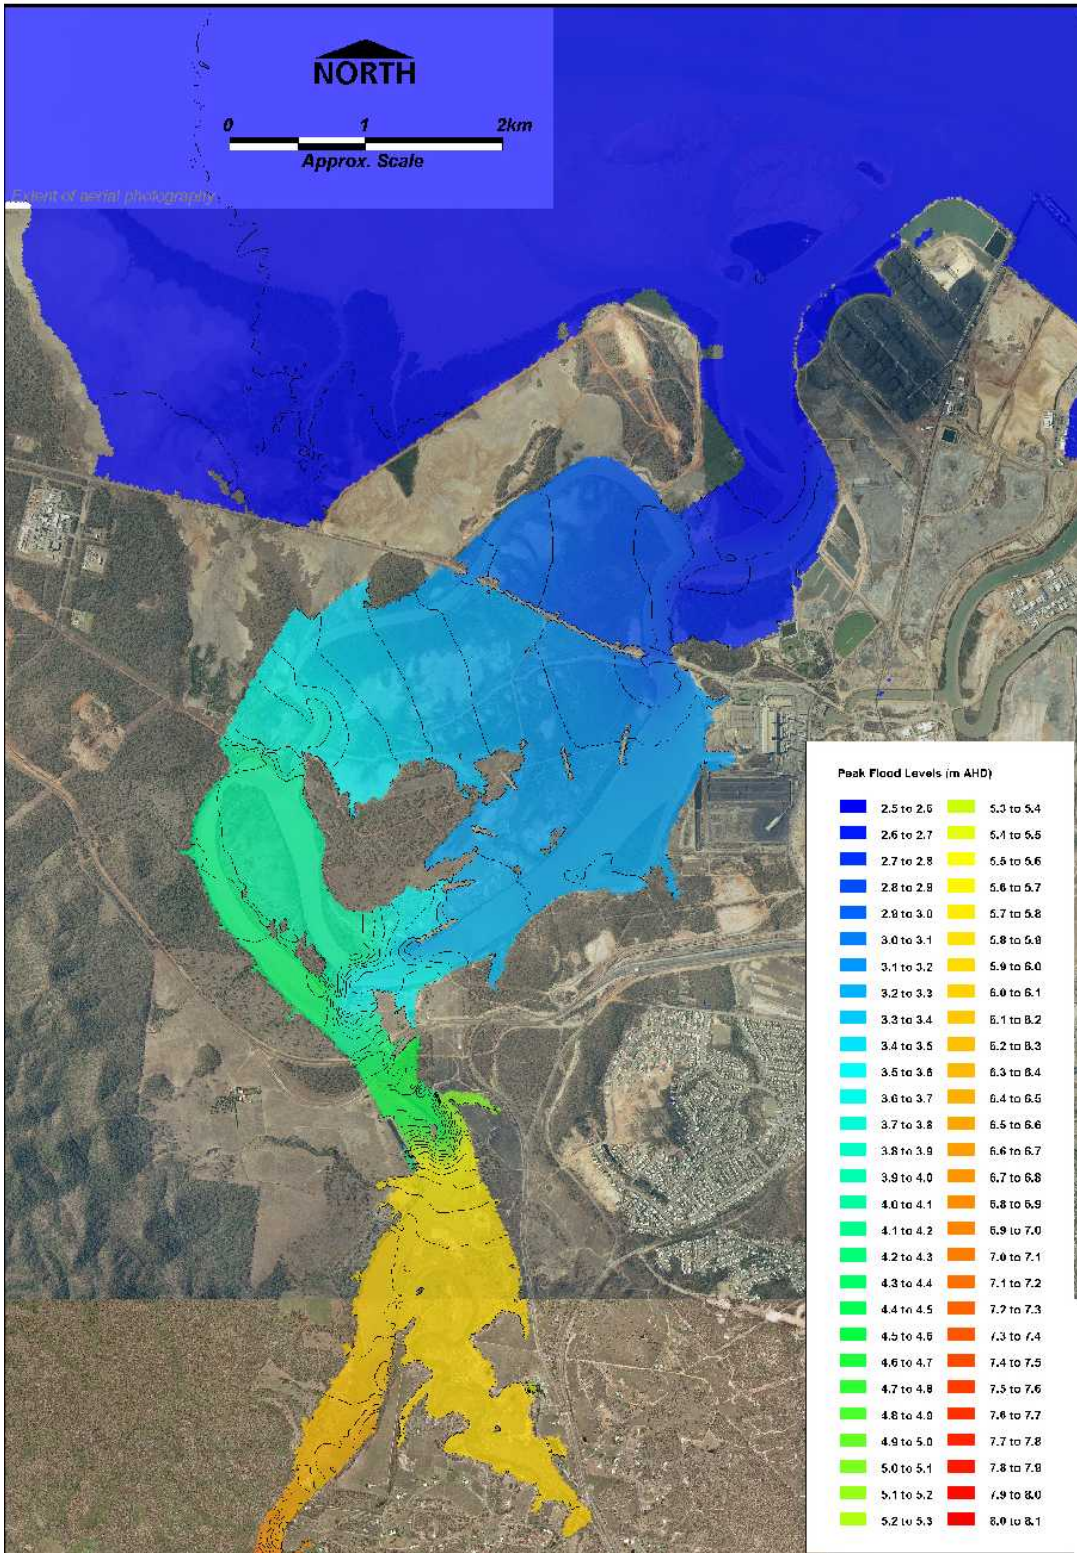 NORTH
0 1 2km
Approx. Scale
Extent of aerial photography
Peak Flood Levels (m AHD)
2.5 to 2.6 5.3 to 5.4
2.6 to 2.7 5.4 to 5.5
2.7 to 2.8 5.5 to 5.6
2.8 to 2.9 5.6 to 5.7
2.9 to 3.0 5.7 to 5.8
3.0 to 3.1 5.8 to 5.9
3.1 to 3.2 5.9 to 6.0
3.2 to 3.3 6.0 to 6.1
3.3 to 3.4 6.1 to 6.2
3.4 to 3.5 6.2 to 6.3
3.5 to 3.6 6.3 to 6.4
3.6 to 3.7 6.4 to 6.5
3.7 to 3.8 6.5 to 6.6
3.8 to 3.9 6.6 to 6.7
3.9 to 4.0 6.7 to 6.8
4.0 to 4.1 6.8 to 6.9
4.1 to 4.2 6.9 to 7.0
4.2 to 4.3 7.0 to 7.1
4.3 to 4.4 7.1 to 7.2
4.4 to 4.5 7.2 to 7.3
4.5 to 4.6 7.3 to 7.4
4.6 to 4.7 7.4 to 7.5
4.7 to 4.8 7.5 to 7.6
4.8 to 4.9 7.6 to 7.7
4.9 to 5.0 7.7 to 7.8
5.0 to 5.1 7.8 to 7.9
5.1 to 5.2 7.9 to 8.0
5.2 to 5.3 8.0 to 8.1